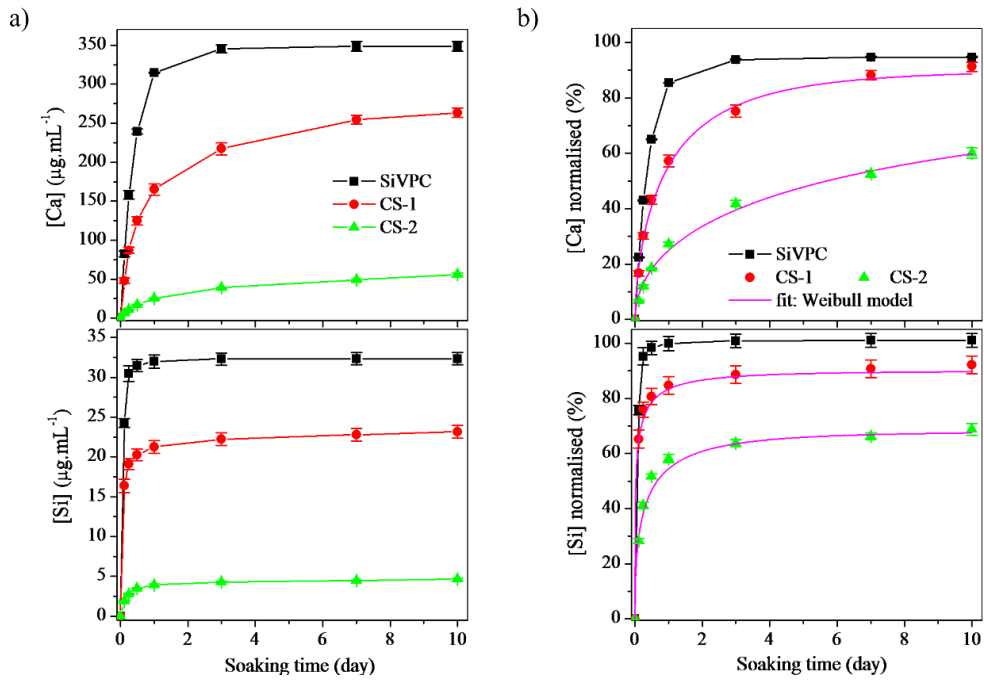 a)
[Ca] (μg.mL⁻¹)
350
300
250
200
150
100
50
0
SiVPC
CS-1
CS-2
[Si] (μg.mL⁻¹)
35
30
25
20
15
10
5
0
0 2 4 6 8 10
Soaking time (day)
b)
[Ca] normalised (%)
100
80
60
40
20
0
SiVPC
CS-1 CS-2
fit: Weibull model
[Si] normalised (%)
100
80
60
40
20
0
0 2 4 6 8 10
Soaking time (day)